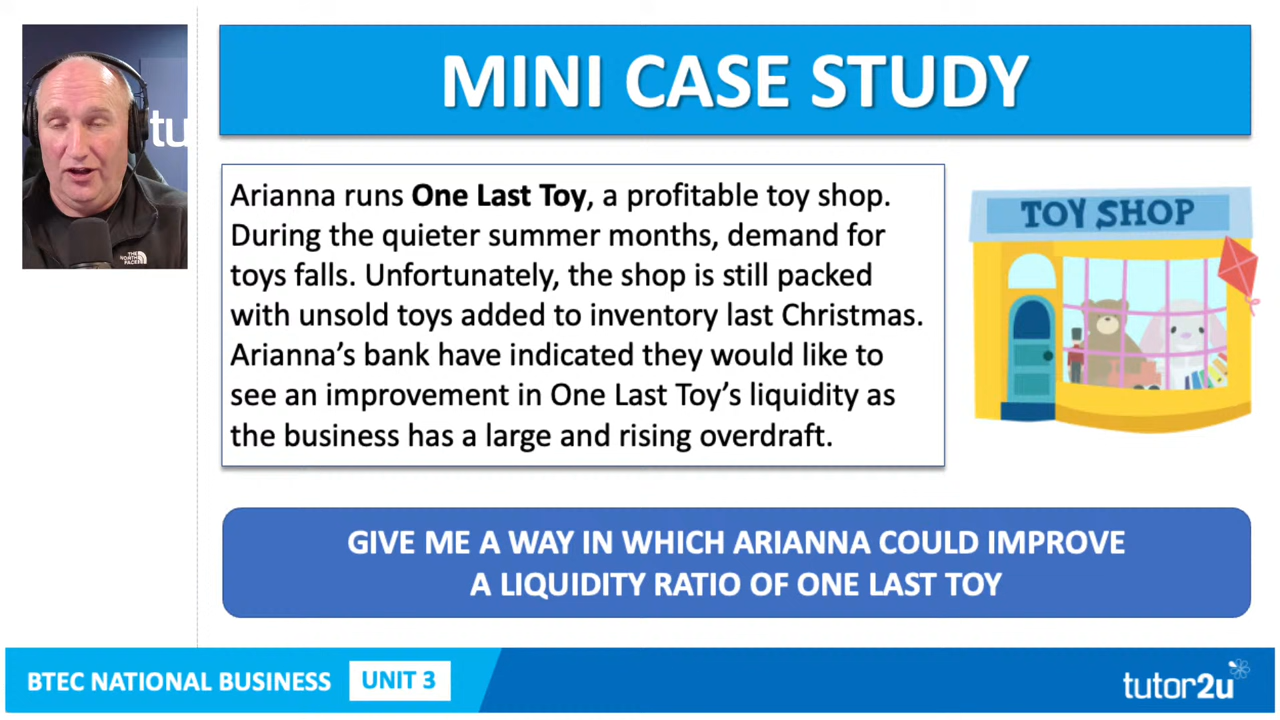 MINI CASE STUDY
tu
THE
NORTH
FACE
Arianna runs One Last Toy, a profitable toy shop.
During the quieter summer months, demand for
toys falls. Unfortunately, the shop is still packed
with unsold toys added to inventory last Christmas.
Arianna's bank have indicated they would like to
see an improvement in One Last Toy's liquidity as
the business has a large and rising overdraft.
TOY SHOP
GIVE ME A WAY IN WHICH ARIANNA COULD IMPROVE
A LIQUIDITY RATIO OF ONE LAST TOY
BTEC NATIONAL BUSINESS UNIT 3
tutor2u